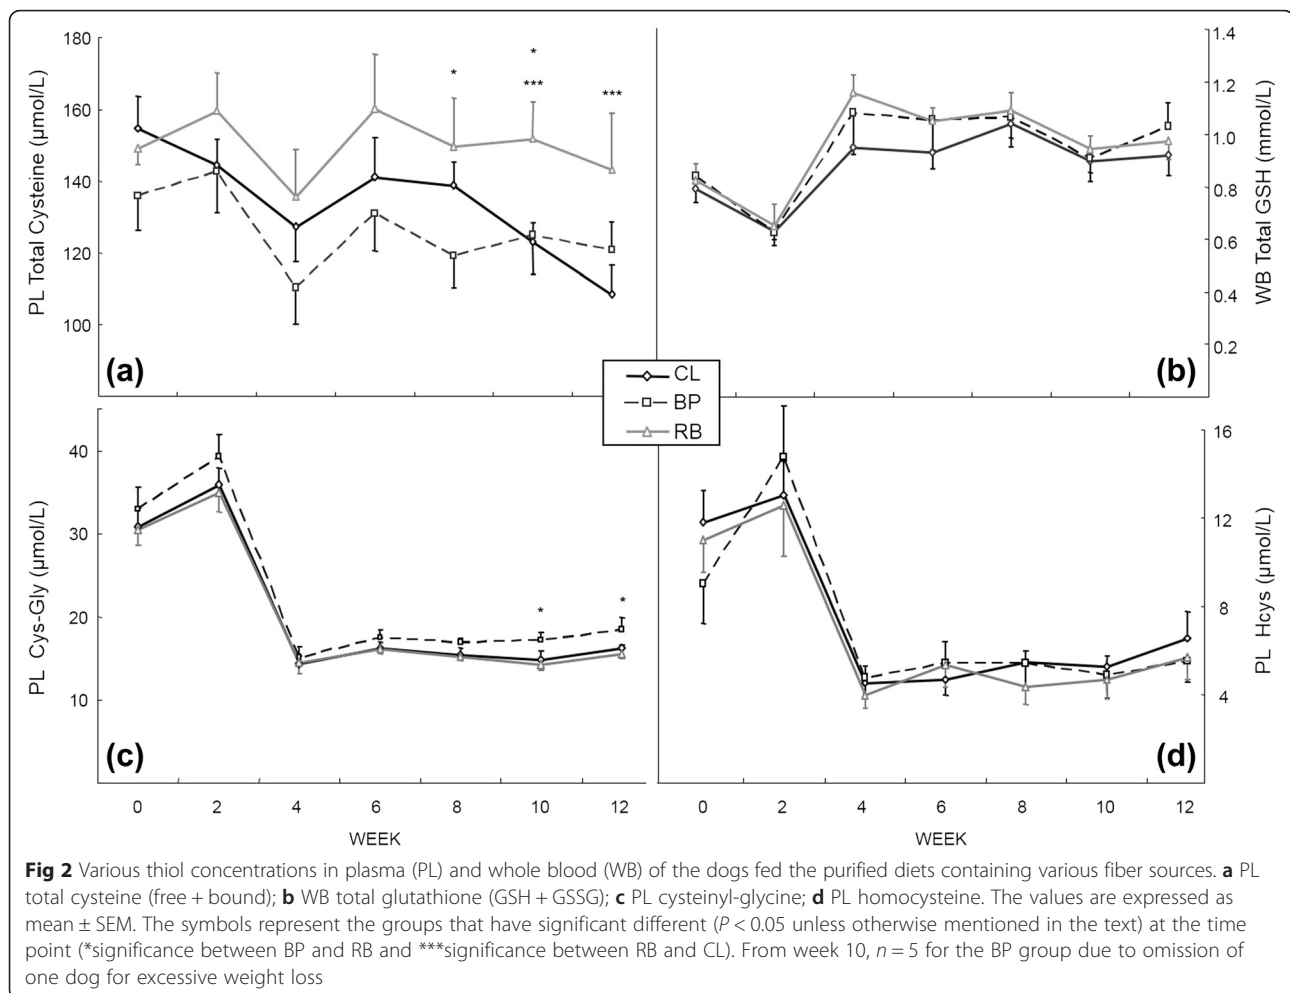 180
160
140
120
100
PL Total Cysteine (µmol/L)
*
*
***
***
(a)
1.4
1.2
1.0
0.8
0.6
0.4
0.2
WB Total GSH (mmol/L)
(b)
CL
BP
RB
40
30
20
10
PL Cys-Gly (µmol/L)
*
*
(c)
0 2 4 6 8 10 12
WEEK
16
12
8
4
PL Hcys (µmol/L)
(d)
0 2 4 6 8 10 12
WEEK
Fig 2 Various thiol concentrations in plasma (PL) and whole blood (WB) of the dogs fed the purified diets containing various fiber sources. a PL
total cysteine (free + bound); b WB total glutathione (GSH + GSSG); c PL cysteinyl-glycine; d PL homocysteine. The values are expressed as
mean ± SEM. The symbols represent the groups that have significant different (P < 0.05 unless otherwise mentioned in the text) at the time
point (*significance between BP and RB and ***significance between RB and CL). From week 10, n = 5 for the BP group due to omission of
one dog for excessive weight loss